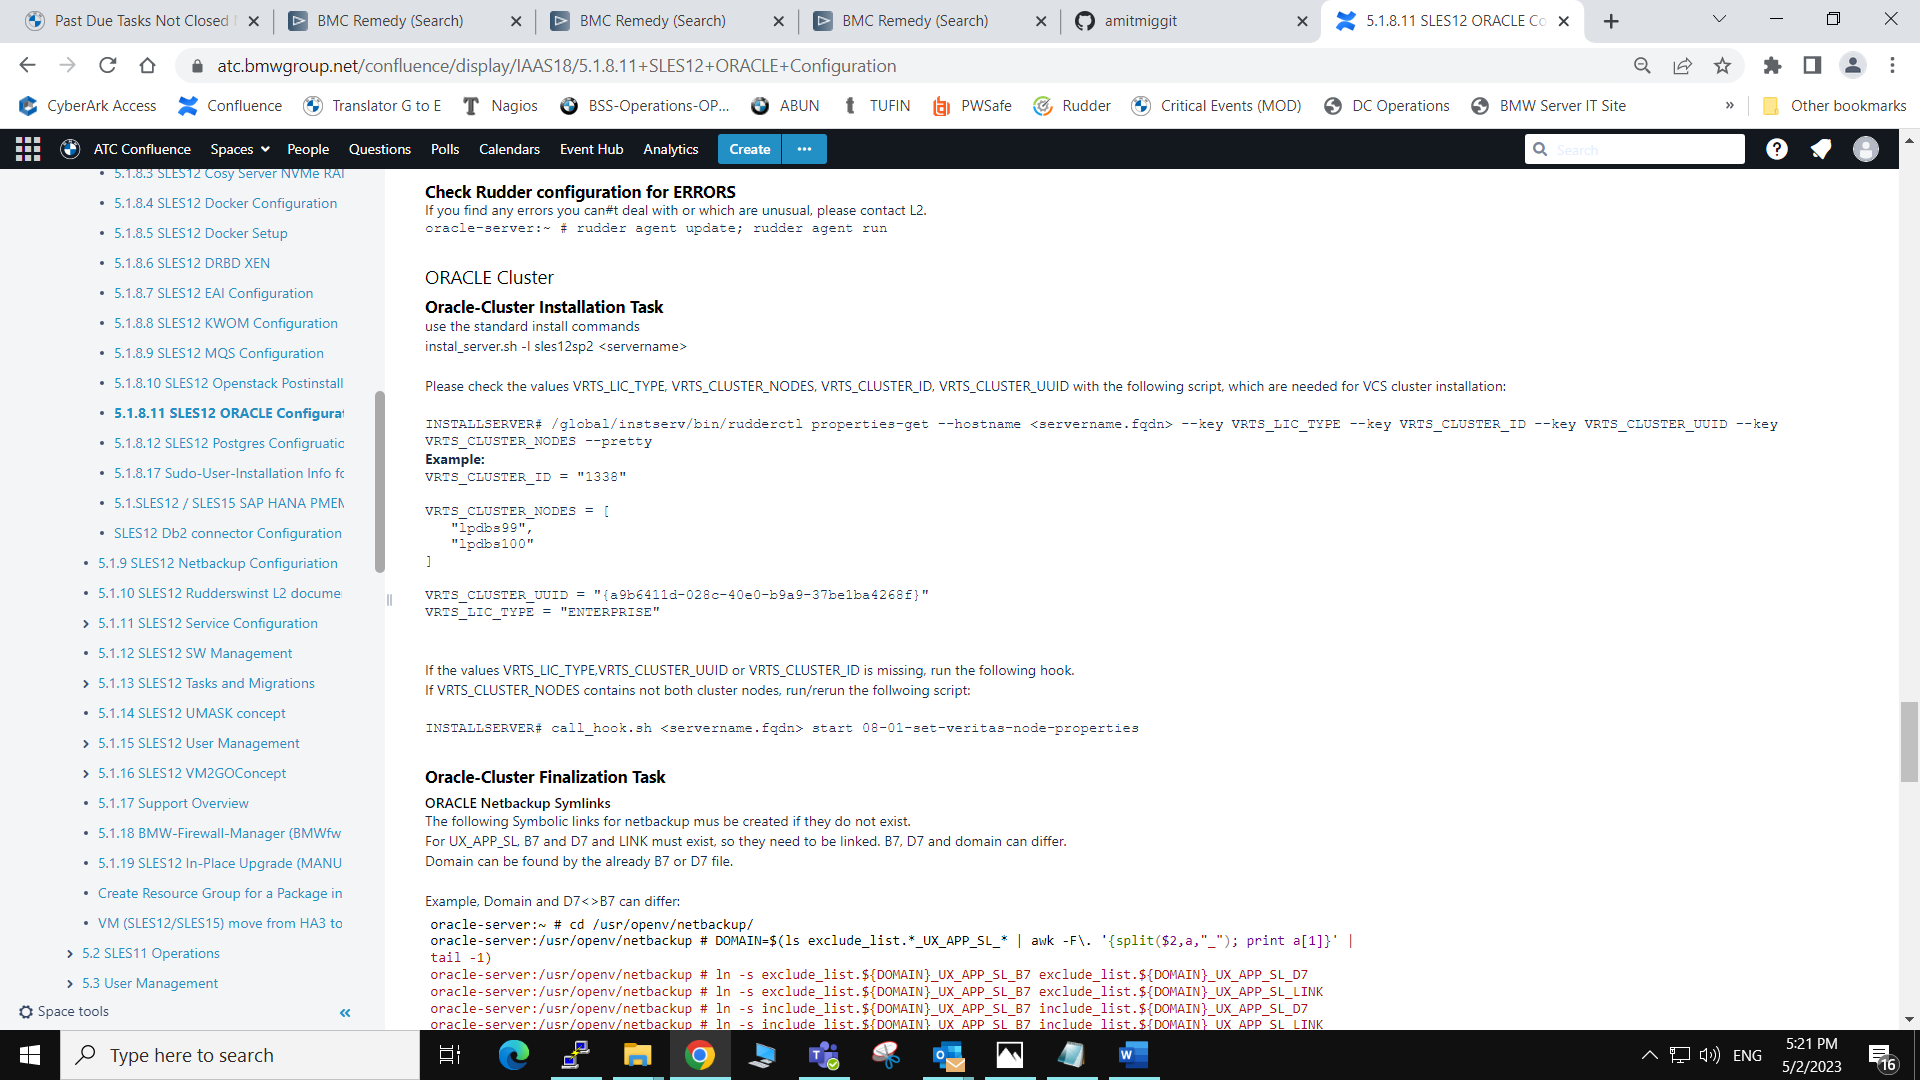 Past Due Tasks Not Closed
BMC Remedy (Search)
BMC Remedy (Search)
BMC Remedy (Search)
amitmiggit
5.1.8.11 SLES12 ORACLE Co
atc.bmwgroup.net/confluence/display/IAAS18/5.1.8.11+SLES12+ORACLE+Configuration
CyberArk Access
Confluence
Translator G to E
Nagios
BSS-Operations-OP...
ABUN
TUFIN
PWSafe
Rudder
Critical Events (MOD)
DC Operations
BMW Server IT Site
»
Other bookmarks
ATC Confluence
Spaces
People
Questions
Polls
Calendars
Event Hub
Analytics
Create
•••
Search
5.1.8.3 SLES12 Cosy Server NVMe RAI
5.1.8.4 SLES12 Docker Configuration
5.1.8.5 SLES12 Docker Setup
5.1.8.6 SLES12 DRBD XEN
5.1.8.7 SLES12 EAI Configuration
5.1.8.8 SLES12 KWOM Configuration
5.1.8.9 SLES12 MQS Configuration
5.1.8.10 SLES12 Openstack Postinstall
5.1.8.11 SLES12 ORACLE Configurat
5.1.8.12 SLES12 Postgres Configruatio
5.1.8.17 Sudo-User-Installation Info fo
5.1.SLES12 / SLES15 SAP HANA PMEM
SLES12 Db2 connector Configuration
5.1.9 SLES12 Netbackup Configuriation
5.1.10 SLES12 Rudderswinst L2 docume
5.1.11 SLES12 Service Configuration
5.1.12 SLES12 SW Management
5.1.13 SLES12 Tasks and Migrations
5.1.14 SLES12 UMASK concept
5.1.15 SLES12 User Management
5.1.16 SLES12 VM2GOConcept
5.1.17 Support Overview
5.1.18 BMW-Firewall-Manager (BMWfw
5.1.19 SLES12 In-Place Upgrade (MANU
Create Resource Group for a Package in
VM (SLES12/SLES15) move from HA3 to
5.2 SLES11 Operations
5.3 User Management
Space tools
«
Check Rudder configuration for ERRORS
If you find any errors you can#t deal with or which are unusual, please contact L2.
oracle-server:~ # rudder agent update; rudder agent run
ORACLE Cluster
Oracle-Cluster Installation Task
use the standard install commands
instal_server.sh -l sles12sp2 <servername>
Please check the values VRTS_LIC_TYPE, VRTS_CLUSTER_NODES, VRTS_CLUSTER_ID, VRTS_CLUSTER_UUID with the following script, which are needed for VCS cluster installation:
INSTALLSERVER# /global/instserv/bin/rudderctl properties-get --hostname <servername.fqdn> --key VRTS_LIC_TYPE --key VRTS_CLUSTER_ID --key VRTS_CLUSTER_UUID --key
VRTS_CLUSTER_NODES --pretty
Example:
VRTS_CLUSTER_ID = "1338"
VRTS_CLUSTER_NODES = [
"lpdbs99",
"lpdbs100"
]
VRTS_CLUSTER_UUID = "{a9b6411d-028c-40e0-b9a9-37be1ba4268f}"
VRTS_LIC_TYPE = "ENTERPRISE"
If the values VRTS_LIC_TYPE,VRTS_CLUSTER_UUID or VRTS_CLUSTER_ID is missing, run the following hook.
If VRTS_CLUSTER_NODES contains not both cluster nodes, run/rerun the follwoing script:
INSTALLSERVER# call_hook.sh <servername.fqdn> start 08-01-set-veritas-node-properties
Oracle-Cluster Finalization Task
ORACLE Netbackup Symlinks
The following Symbolic links for netbackup mus be created if they do not exist.
For UX_APP_SL, B7 and D7 and LINK must exist, so they need to be linked. B7, D7 and domain can differ.
Domain can be found by the already B7 or D7 file.
Example, Domain and D7<>B7 can differ:
oracle-server:~ # cd /usr/openv/netbackup/
oracle-server:/usr/openv/netbackup # DOMAIN=$(ls exclude_list.*_UX_APP_SL_* | awk -F\. '{split($2,a,"_"); print a[1]}' |
tail -1)
oracle-server:/usr/openv/netbackup # ln -s exclude_list.${DOMAIN}_UX_APP_SL_B7 exclude_list.${DOMAIN}_UX_APP_SL_D7
oracle-server:/usr/openv/netbackup # ln -s exclude_list.${DOMAIN}_UX_APP_SL_B7 exclude_list.${DOMAIN}_UX_APP_SL_LINK
oracle-server:/usr/openv/netbackup # ln -s include_list.${DOMAIN}_UX_APP_SL_B7 include_list.${DOMAIN}_UX_APP_SL_D7
oracle-server:/usr/openv/netbackup # ln -s include_list.${DOMAIN}_UX_APP_SL_B7 include_list.${DOMAIN}_UX_APP_SL_LINK
Type here to search
ENG
5:21 PM
5/2/2023
16